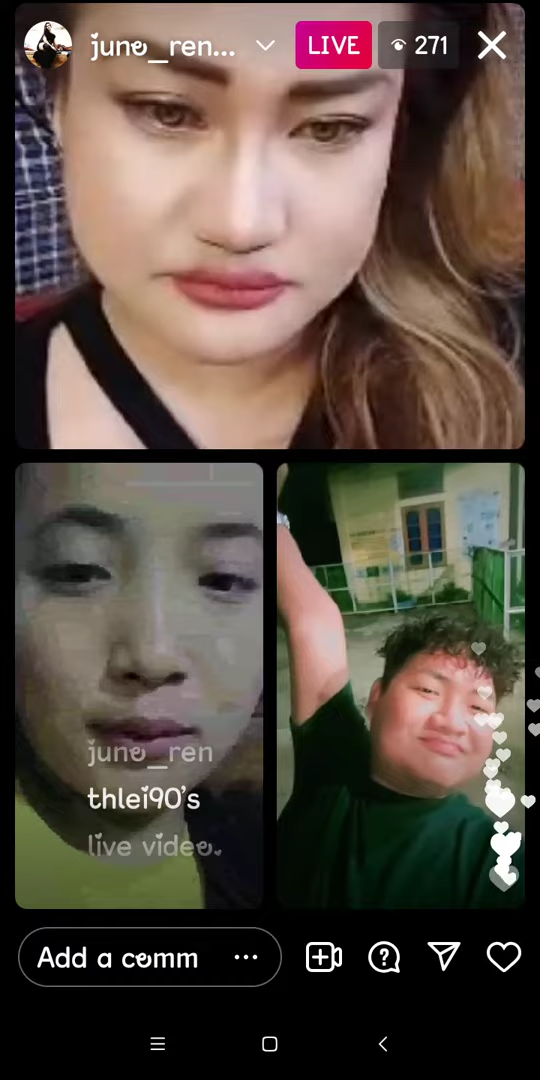 june_ren...
LIVE
271
june_ren
thlei90's
live video.
Add a comm